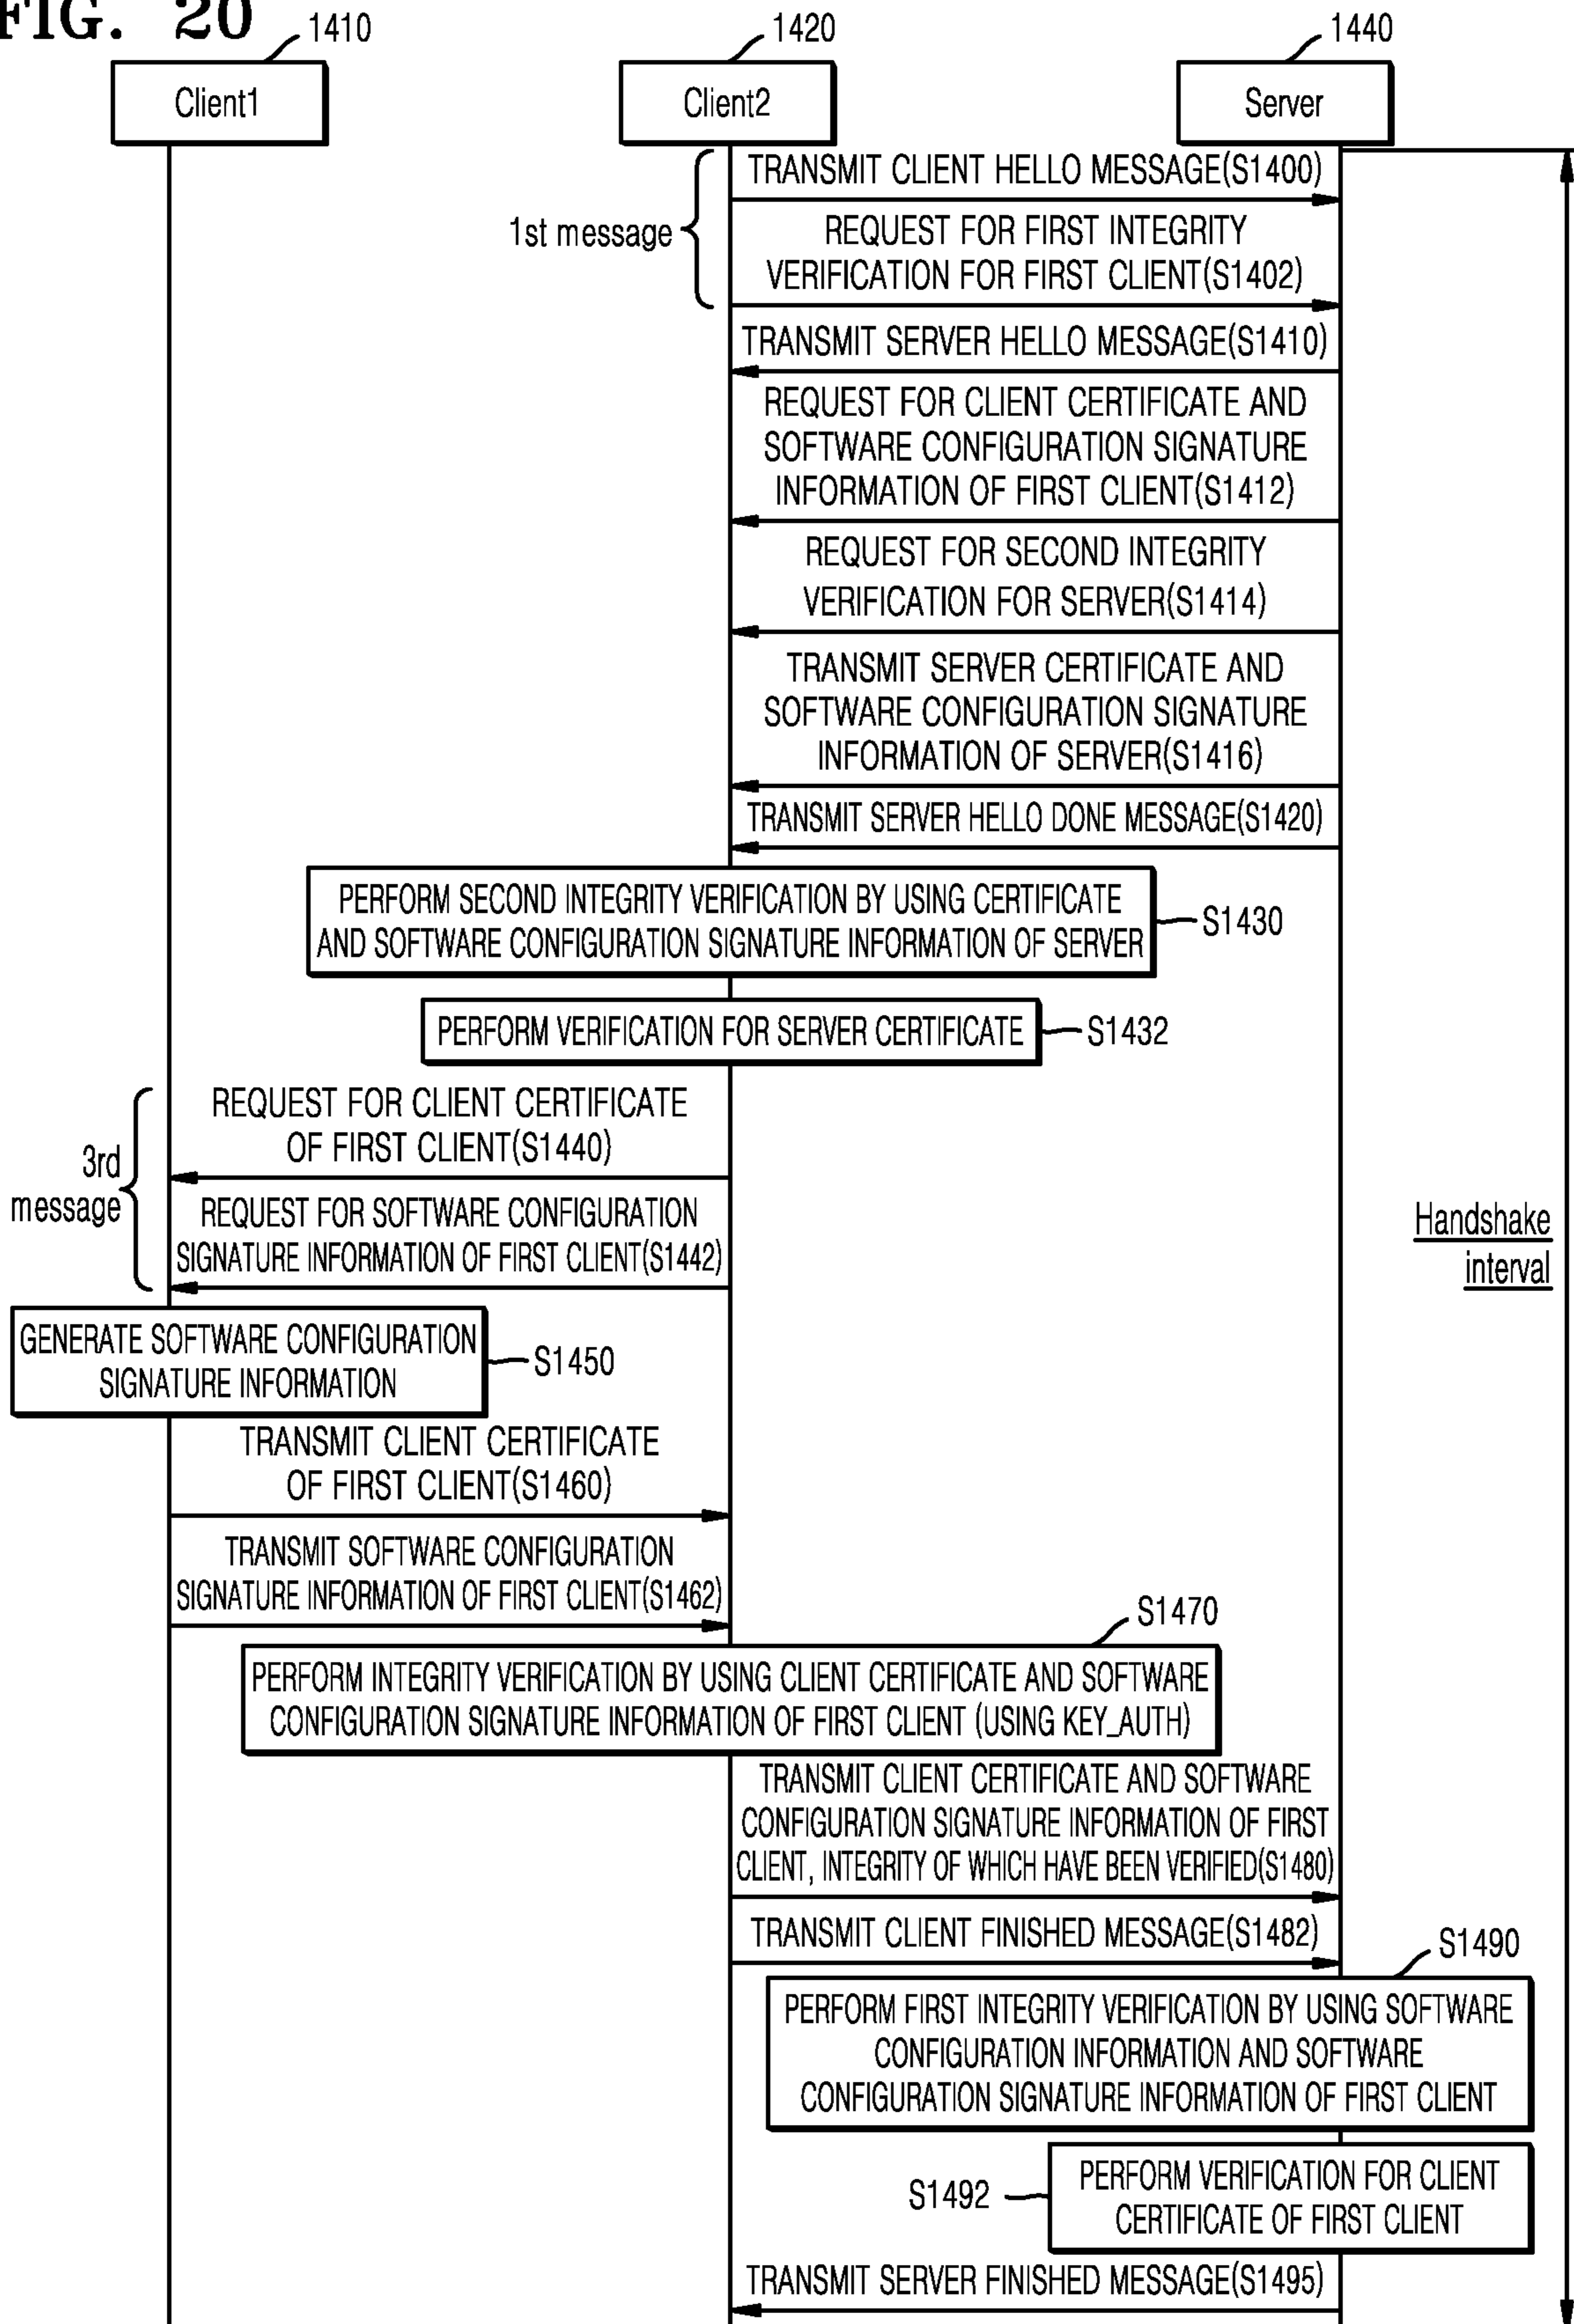 FIG. 20
1410
1420
1440
Client1
Client2
Server
TRANSMIT CLIENT HELLO MESSAGE(S1400)
1st message
REQUEST FOR FIRST INTEGRITY
VERIFICATION FOR FIRST CLIENT(S1402)
TRANSMIT SERVER HELLO MESSAGE(S1410)
REQUEST FOR CLIENT CERTIFICATE AND
SOFTWARE CONFIGURATION SIGNATURE
INFORMATION OF FIRST CLIENT(S1412)
REQUEST FOR SECOND INTEGRITY
VERIFICATION FOR SERVER(S1414)
TRANSMIT SERVER CERTIFICATE AND
SOFTWARE CONFIGURATION SIGNATURE
INFORMATION OF SERVER(S1416)
TRANSMIT SERVER HELLO DONE MESSAGE(S1420)
PERFORM SECOND INTEGRITY VERIFICATION BY USING CERTIFICATE
AND SOFTWARE CONFIGURATION SIGNATURE INFORMATION OF SERVER
S1430
PERFORM VERIFICATION FOR SERVER CERTIFICATE
S1432
REQUEST FOR CLIENT CERTIFICATE
OF FIRST CLIENT(S1440)
3rd
message
REQUEST FOR SOFTWARE CONFIGURATION
SIGNATURE INFORMATION OF FIRST CLIENT(S1442)
Handshake
interval
GENERATE SOFTWARE CONFIGURATION
SIGNATURE INFORMATION
S1450
TRANSMIT CLIENT CERTIFICATE
OF FIRST CLIENT(S1460)
TRANSMIT SOFTWARE CONFIGURATION
SIGNATURE INFORMATION OF FIRST CLIENT(S1462)
S1470
PERFORM INTEGRITY VERIFICATION BY USING CLIENT CERTIFICATE AND SOFTWARE
CONFIGURATION SIGNATURE INFORMATION OF FIRST CLIENT (USING KEY_AUTH)
TRANSMIT CLIENT CERTIFICATE AND SOFTWARE
CONFIGURATION SIGNATURE INFORMATION OF FIRST
CLIENT, INTEGRITY OF WHICH HAVE BEEN VERIFIED(S1480)
TRANSMIT CLIENT FINISHED MESSAGE(S1482)
S1490
PERFORM FIRST INTEGRITY VERIFICATION BY USING SOFTWARE
CONFIGURATION INFORMATION AND SOFTWARE
CONFIGURATION SIGNATURE INFORMATION OF FIRST CLIENT
S1492
PERFORM VERIFICATION FOR CLIENT
CERTIFICATE OF FIRST CLIENT
TRANSMIT SERVER FINISHED MESSAGE(S1495)